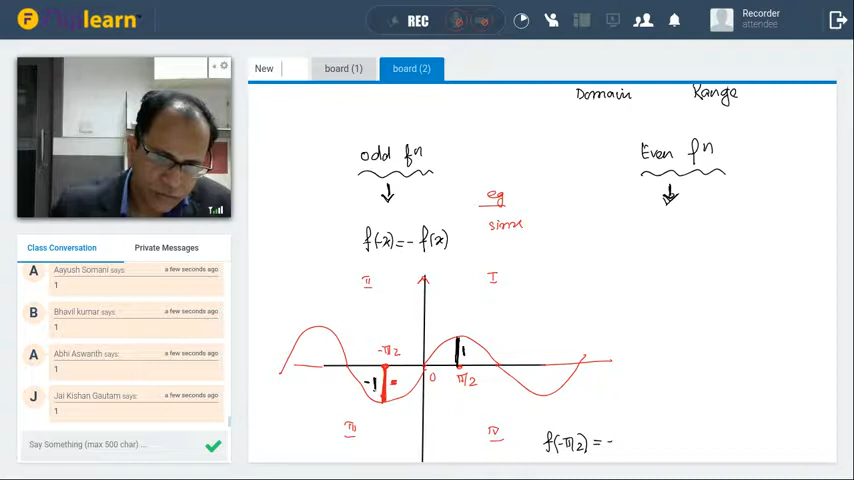 Fliplearn
REC
Recorder
attendee
New
board (1)
board (2)
Domain Range
odd fn
Even fn
eg
sinx
f(-x) = - f(x)
II
I
-π/2
1
-1
0
π/2
III
IV
f(-π/2) = -
Class Conversation
Private Messages
A
Aayush Somani says:
a few seconds ago
1
B
Bhavil kumar says:
a few seconds ago
1
A
Abhi Aswanth says:
a few seconds ago
1
J
Jai Kishan Gautam says:
a few seconds ago
1
Say Something (max 500 char) ...